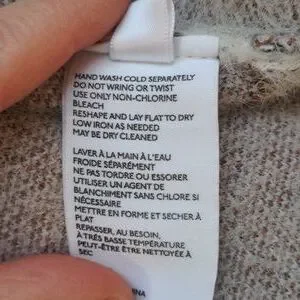 HAND WASH COLD SEPARATELY
DO NOT WRING OR TWIST
USE ONLY NON-CHLORINE
BLEACH
RESHAPE AND LAY FLAT TO DRY
LOW IRON AS NEEDED
MAY BE DRY CLEANED
LAVER À LA MAIN À L'EAU
FROIDE SÉPARÉMENT
NE PAS TORDRE OU ESSORER
UTILISER UN AGENT DE
BLANCHIMENT SANS CHLORE SI
NÉCESSAIRE
METTRE EN FORME ET SECHER À
PLAT
REPASSER, AU BESOIN,
À TRÈS BASSE TEMPÉRATURE
PEUT-ÊTRE ÊTRE NETTOYÉE À
SEC